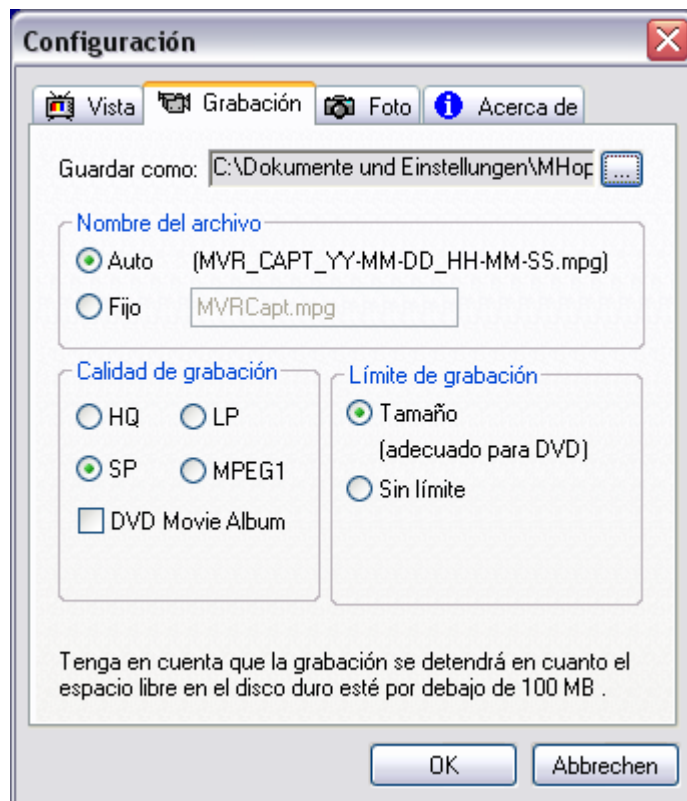 Configuración
Vista Grabación Foto Acerca de
Guardar como: C:\Dokumente und Einstellungen\MHop ...
Nombre del archivo
Auto (MVR_CAPT_YY-MM-DD_HH-MM-SS.mpg)
Fijo MVRCapt.mpg
Calidad de grabación
HQ LP
SP MPEG1
DVD Movie Album
Límite de grabación
Tamaño
(adecuado para DVD)
Sin límite
Tenga en cuenta que la grabación se detendrá en cuanto el
espacio libre en el disco duro esté por debajo de 100 MB .
OK Abbrechen